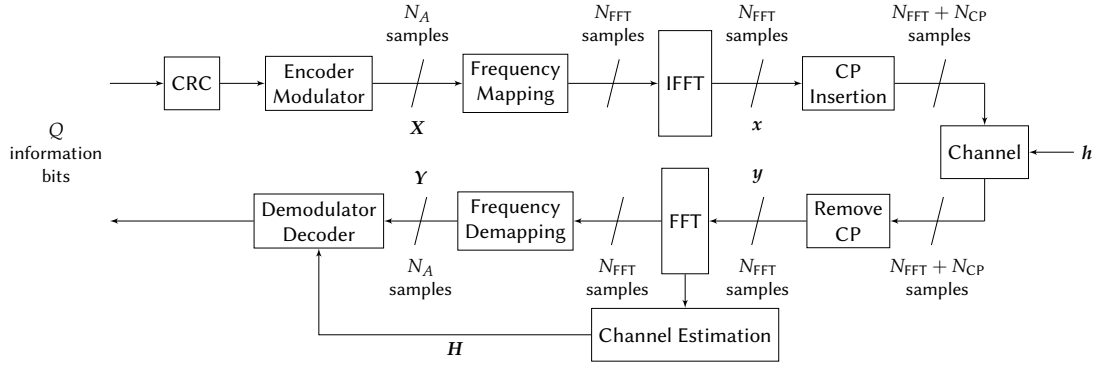 N_A
samples
N_FFT
samples
N_FFT
samples
N_FFT + N_CP
samples
CRC
Encoder
Modulator
Frequency
Mapping
IFFT
CP
Insertion
X
x
Q
information
bits
Channel
h
Y
y
Demodulator
Decoder
Frequency
Demapping
FFT
Remove
CP
N_A
samples
N_FFT
samples
N_FFT
samples
N_FFT + N_CP
samples
Channel Estimation
H